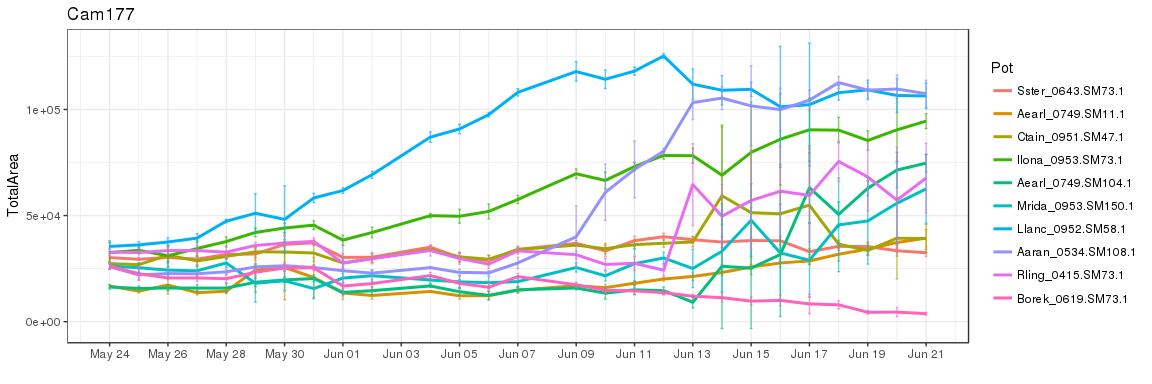 Cam177
TotalArea
1e+05
5e+04
0e+00
May 24 May 26 May 28 May 30 Jun 01 Jun 03 Jun 05 Jun 07 Jun 09 Jun 11 Jun 13 Jun 15 Jun 17 Jun 19 Jun 21
Pot
Sster_0643.SM73.1
Aearl_0749.SM11.1
Ctain_0951.SM47.1
Ilona_0953.SM73.1
Aearl_0749.SM104.1
Mrida_0953.SM150.1
Llanc_0952.SM58.1
Aaran_0534.SM108.1
Rling_0415.SM73.1
Borek_0619.SM73.1